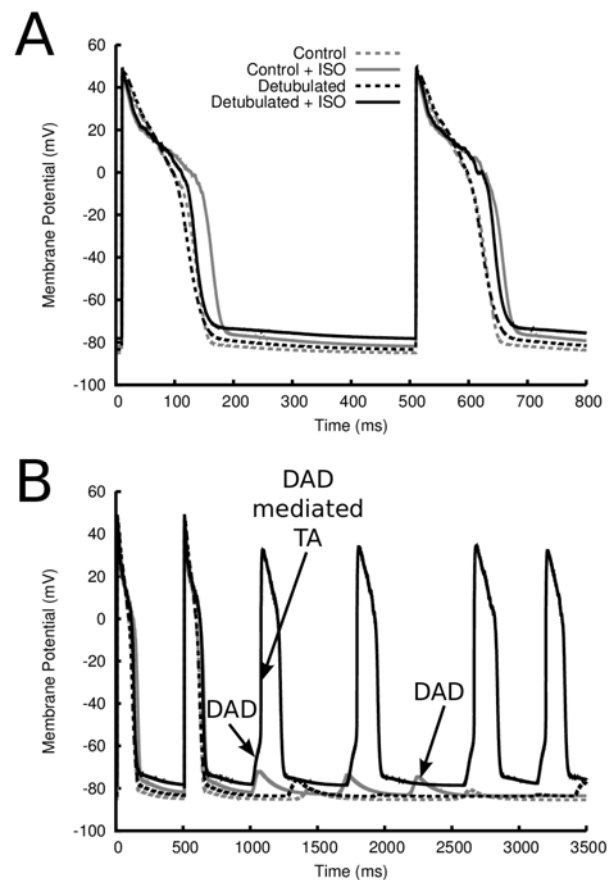 A
60
40
20
0
-20
-40
-60
-80
-100
Membrane Potential (mV)
Control
Control + ISO
Detubulated
Detubulated + ISO
0 100 200 300 400 500 600 700 800
Time (ms)
B
60
40
20
0
-20
-40
-60
-80
-100
Membrane Potential (mV)
DAD
mediated
TA
DAD
DAD
0 500 1000 1500 2000 2500 3000 3500
Time (ms)